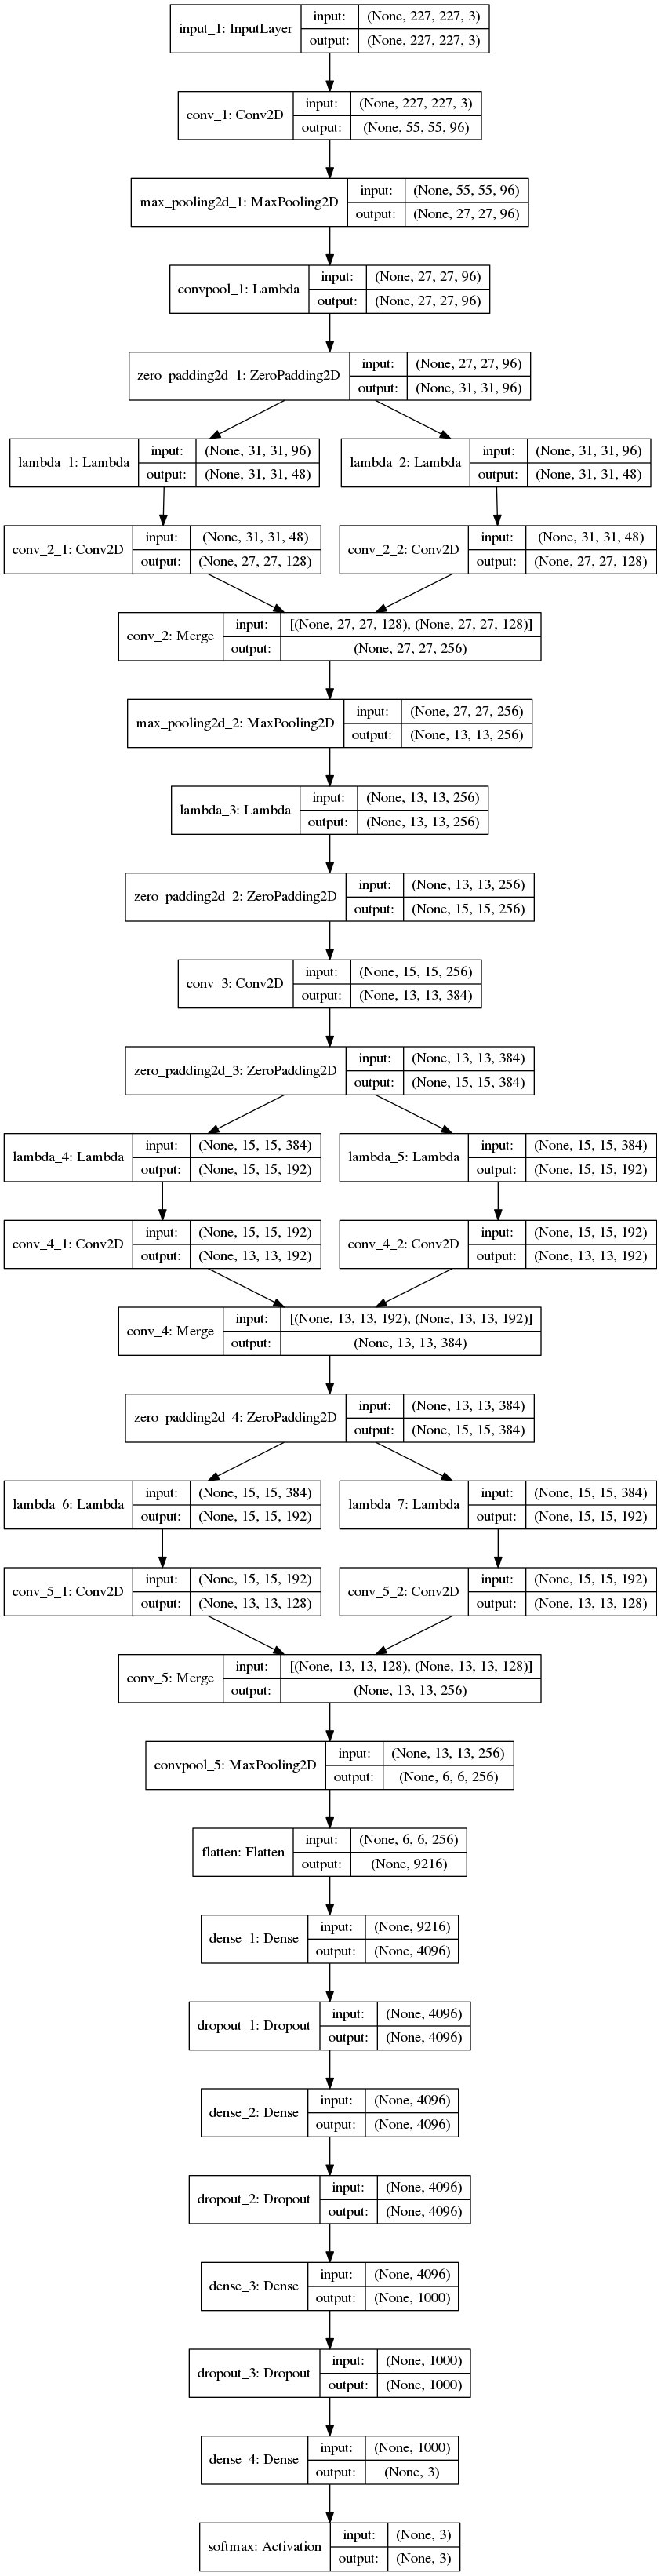 input_1: InputLayer
input: (None, 227, 227, 3)
output: (None, 227, 227, 3)
conv_1: Conv2D
input: (None, 227, 227, 3)
output: (None, 55, 55, 96)
max_pooling2d_1: MaxPooling2D
input: (None, 55, 55, 96)
output: (None, 27, 27, 96)
convpool_1: Lambda
input: (None, 27, 27, 96)
output: (None, 27, 27, 96)
zero_padding2d_1: ZeroPadding2D
input: (None, 27, 27, 96)
output: (None, 31, 31, 96)
lambda_1: Lambda
input: (None, 31, 31, 96)
output: (None, 31, 31, 48)
lambda_2: Lambda
input: (None, 31, 31, 96)
output: (None, 31, 31, 48)
conv_2_1: Conv2D
input: (None, 31, 31, 48)
output: (None, 27, 27, 128)
conv_2_2: Conv2D
input: (None, 31, 31, 48)
output: (None, 27, 27, 128)
conv_2: Merge
input: [(None, 27, 27, 128), (None, 27, 27, 128)]
output: (None, 27, 27, 256)
max_pooling2d_2: MaxPooling2D
input: (None, 27, 27, 256)
output: (None, 13, 13, 256)
lambda_3: Lambda
input: (None, 13, 13, 256)
output: (None, 13, 13, 256)
zero_padding2d_2: ZeroPadding2D
input: (None, 13, 13, 256)
output: (None, 15, 15, 256)
conv_3: Conv2D
input: (None, 15, 15, 256)
output: (None, 13, 13, 384)
zero_padding2d_3: ZeroPadding2D
input: (None, 13, 13, 384)
output: (None, 15, 15, 384)
lambda_4: Lambda
input: (None, 15, 15, 384)
output: (None, 15, 15, 192)
lambda_5: Lambda
input: (None, 15, 15, 384)
output: (None, 15, 15, 192)
conv_4_1: Conv2D
input: (None, 15, 15, 192)
output: (None, 13, 13, 192)
conv_4_2: Conv2D
input: (None, 15, 15, 192)
output: (None, 13, 13, 192)
conv_4: Merge
input: [(None, 13, 13, 192), (None, 13, 13, 192)]
output: (None, 13, 13, 384)
zero_padding2d_4: ZeroPadding2D
input: (None, 13, 13, 384)
output: (None, 15, 15, 384)
lambda_6: Lambda
input: (None, 15, 15, 384)
output: (None, 15, 15, 192)
lambda_7: Lambda
input: (None, 15, 15, 384)
output: (None, 15, 15, 192)
conv_5_1: Conv2D
input: (None, 15, 15, 192)
output: (None, 13, 13, 128)
conv_5_2: Conv2D
input: (None, 15, 15, 192)
output: (None, 13, 13, 128)
conv_5: Merge
input: [(None, 13, 13, 128), (None, 13, 13, 128)]
output: (None, 13, 13, 256)
convpool_5: MaxPooling2D
input: (None, 13, 13, 256)
output: (None, 6, 6, 256)
flatten: Flatten
input: (None, 6, 6, 256)
output: (None, 9216)
dense_1: Dense
input: (None, 9216)
output: (None, 4096)
dropout_1: Dropout
input: (None, 4096)
output: (None, 4096)
dense_2: Dense
input: (None, 4096)
output: (None, 4096)
dropout_2: Dropout
input: (None, 4096)
output: (None, 4096)
dense_3: Dense
input: (None, 4096)
output: (None, 1000)
dropout_3: Dropout
input: (None, 1000)
output: (None, 1000)
dense_4: Dense
input: (None, 1000)
output: (None, 3)
softmax: Activation
input: (None, 3)
output: (None, 3)